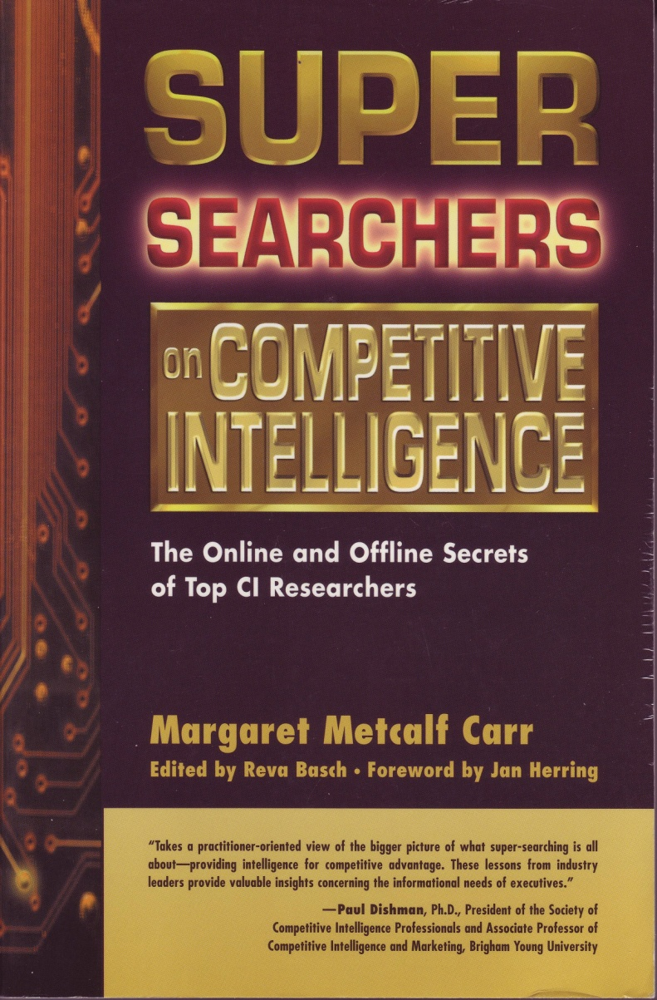 SUPER
SEARCHERS
on COMPETITIVE
INTELLIGENCE
The Online and Offline Secrets
of Top CI Researchers
Margaret Metcalf Carr
Edited by Reva Basch • Foreword by Jan Herring
“Takes a practitioner-oriented view of the bigger picture of what super-searching is all
about—providing intelligence for competitive advantage. These lessons from industry
leaders provide valuable insights concerning the informational needs of executives.”
—Paul Dishman, Ph.D., President of the Society of
Competitive Intelligence Professionals and Associate Professor of
Competitive Intelligence and Marketing, Brigham Young University